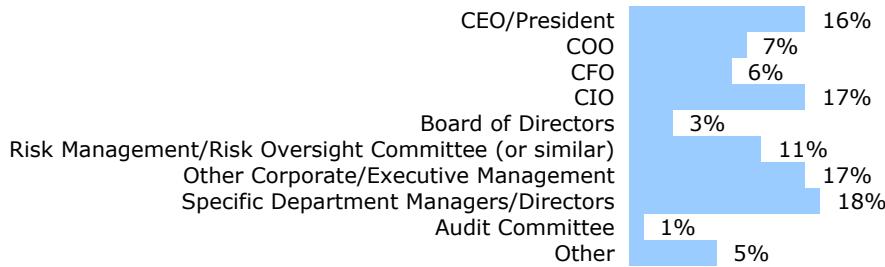 CEO/President 16%
COO 7%
CFO 6%
CIO 17%
Board of Directors 3%
Risk Management/Risk Oversight Committee (or similar) 11%
Other Corporate/Executive Management 17%
Specific Department Managers/Directors 18%
Audit Committee 1%
Other 5%